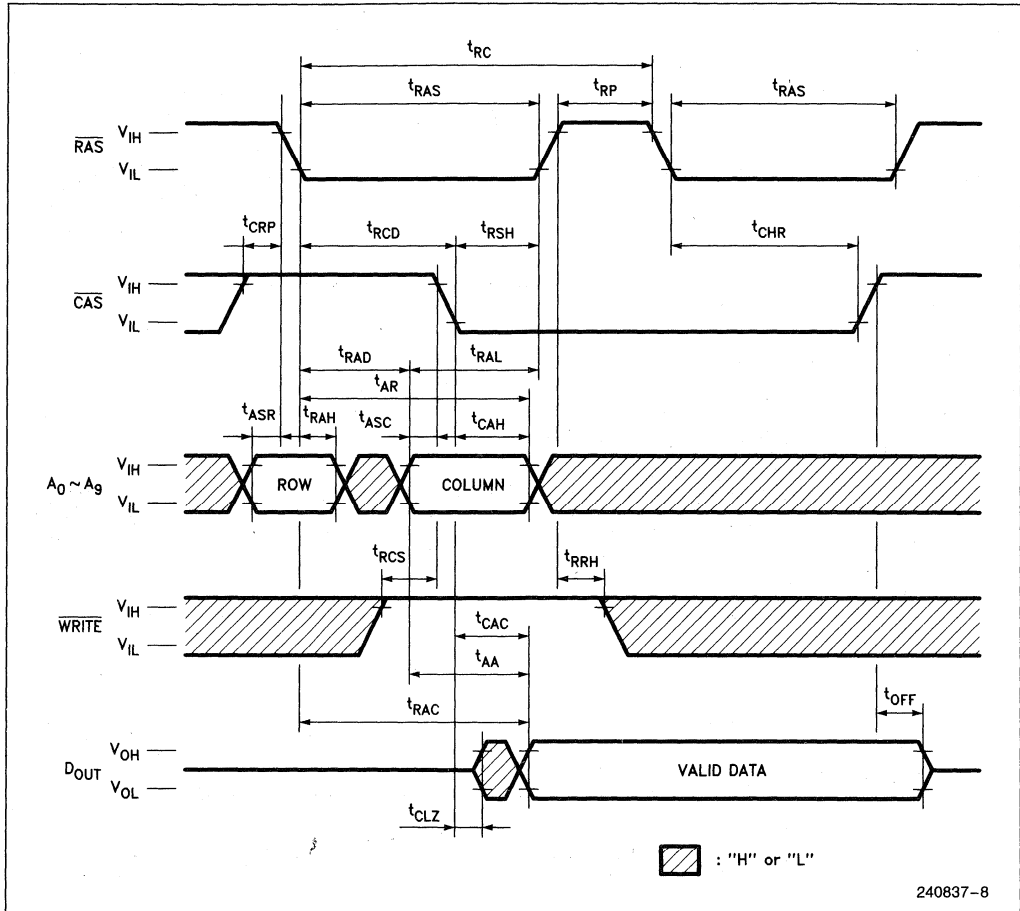 tRC
tRAS tRP tRAS
RAS VIH
VIL
tCRP tRCD tRSH tCHR
CAS VIH
VIL
tRAD tRAL
tAR
tASR tRAH tASC tCAH
A0 ~ A9 VIH
VIL
ROW COLUMN
tRCS tRRH
WRITE VIH
VIL
tCAC
tAA
tRAC tOFF
DOUT VOH
VOL
VALID DATA
tCLZ
: "H" or "L"
240837-8